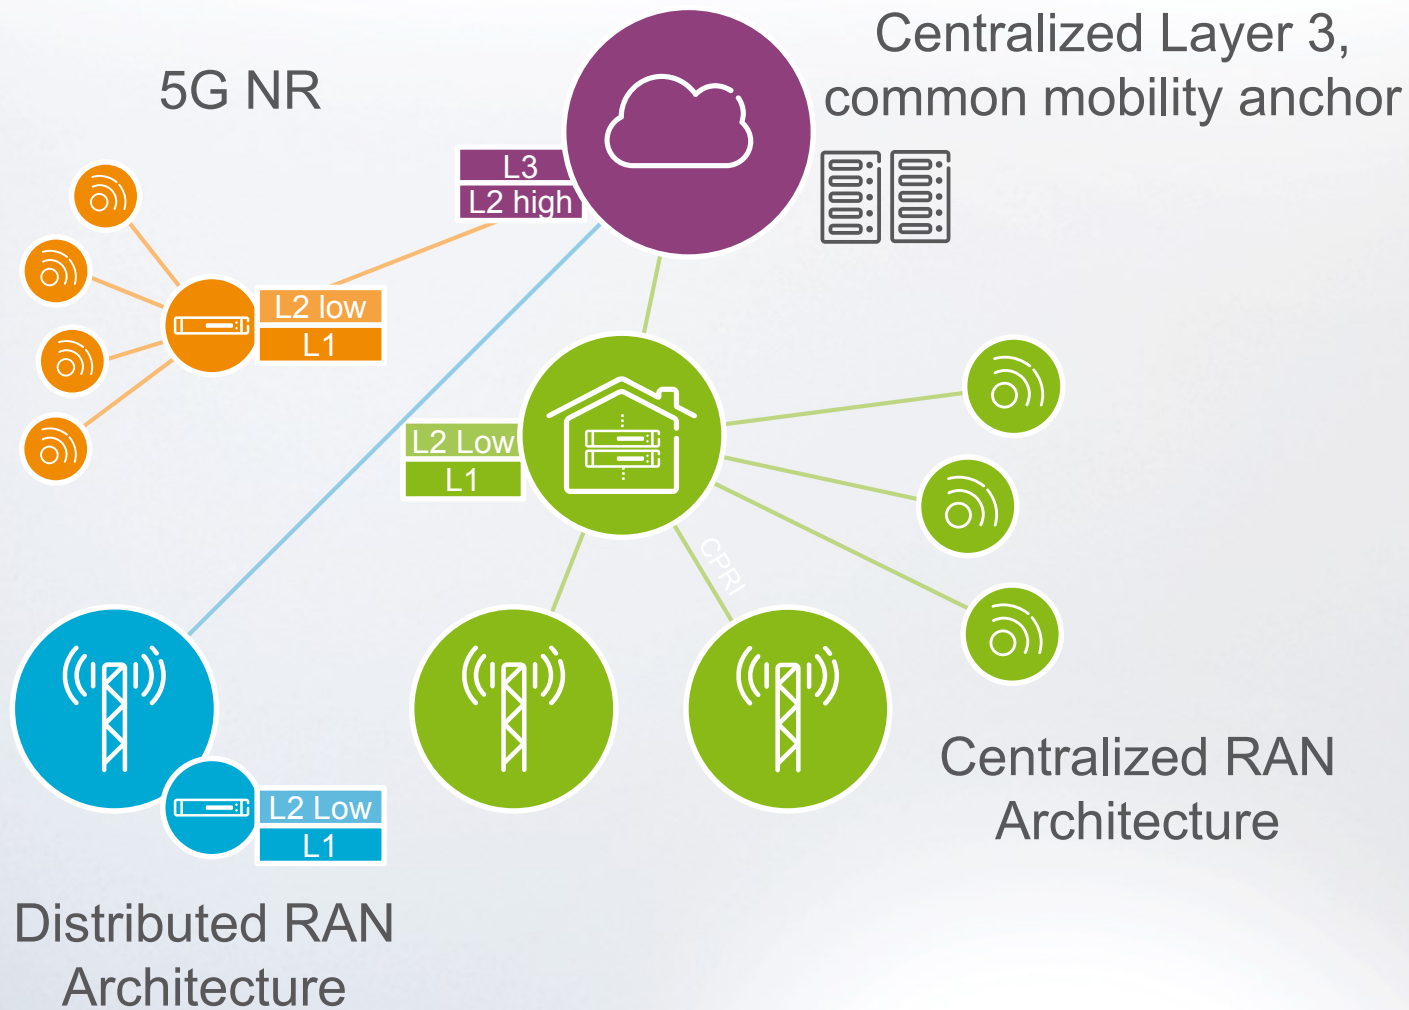 Centralized Layer 3,
common mobility anchor
5G NR
L3
L2 high
L2 low
L1
L2 Low
L1
CPRI
L2 Low
L1
Centralized RAN
Architecture
Distributed RAN
Architecture